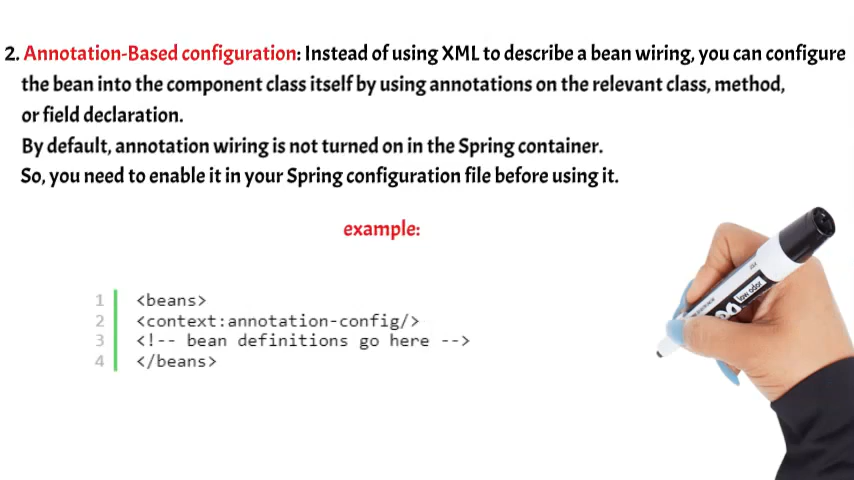 2. Annotation-Based configuration: Instead of using XML to describe a bean wiring, you can configure
the bean into the component class itself by using annotations on the relevant class, method,
or field declaration.
By default, annotation wiring is not turned on in the Spring container.
So, you need to enable it in your Spring configuration file before using it.
example:
1 <beans>
2 <context:annotation-config/>
3 <!-- bean definitions go here -->
4 </beans>
low odor